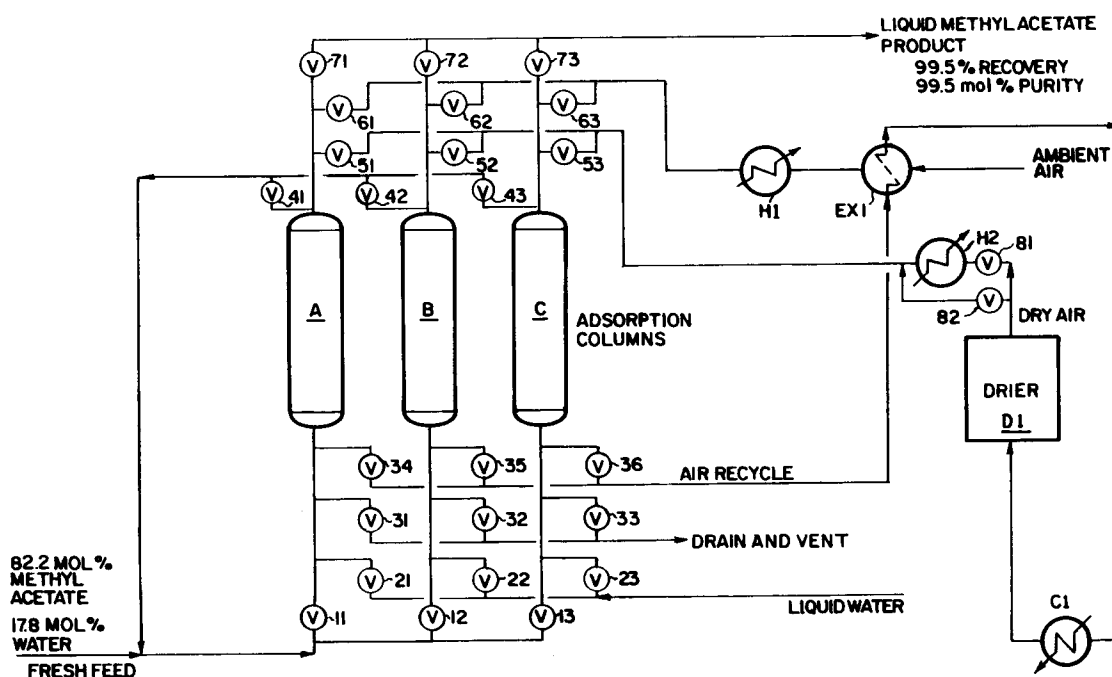 LIQUID METHYL ACETATE
PRODUCT
99.5% RECOVERY
99.5 mol % PURITY
71
72
73
61
62
63
51
52
53
41
42
43
V
V
V
V
V
V
V
V
V
V
V
V
H1
EX1
AMBIENT
AIR
H2
81
V
V
82
DRY AIR
A
B
C
ADSORPTION
COLUMNS
DRIER
D1
V
34
V
35
V
36
AIR RECYCLE
V
31
V
32
V
33
DRAIN AND VENT
V
21
V
22
V
23
LIQUID WATER
V
11
V
12
V
13
82.2 MOL%
METHYL
ACETATE
17.8 MOL%
WATER
FRESH FEED
C1